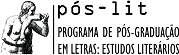 pós-lit
PROGRAMA DE PÓS-GRADUAÇÃO
EM LETRAS: ESTUDOS LITERÁRIOS